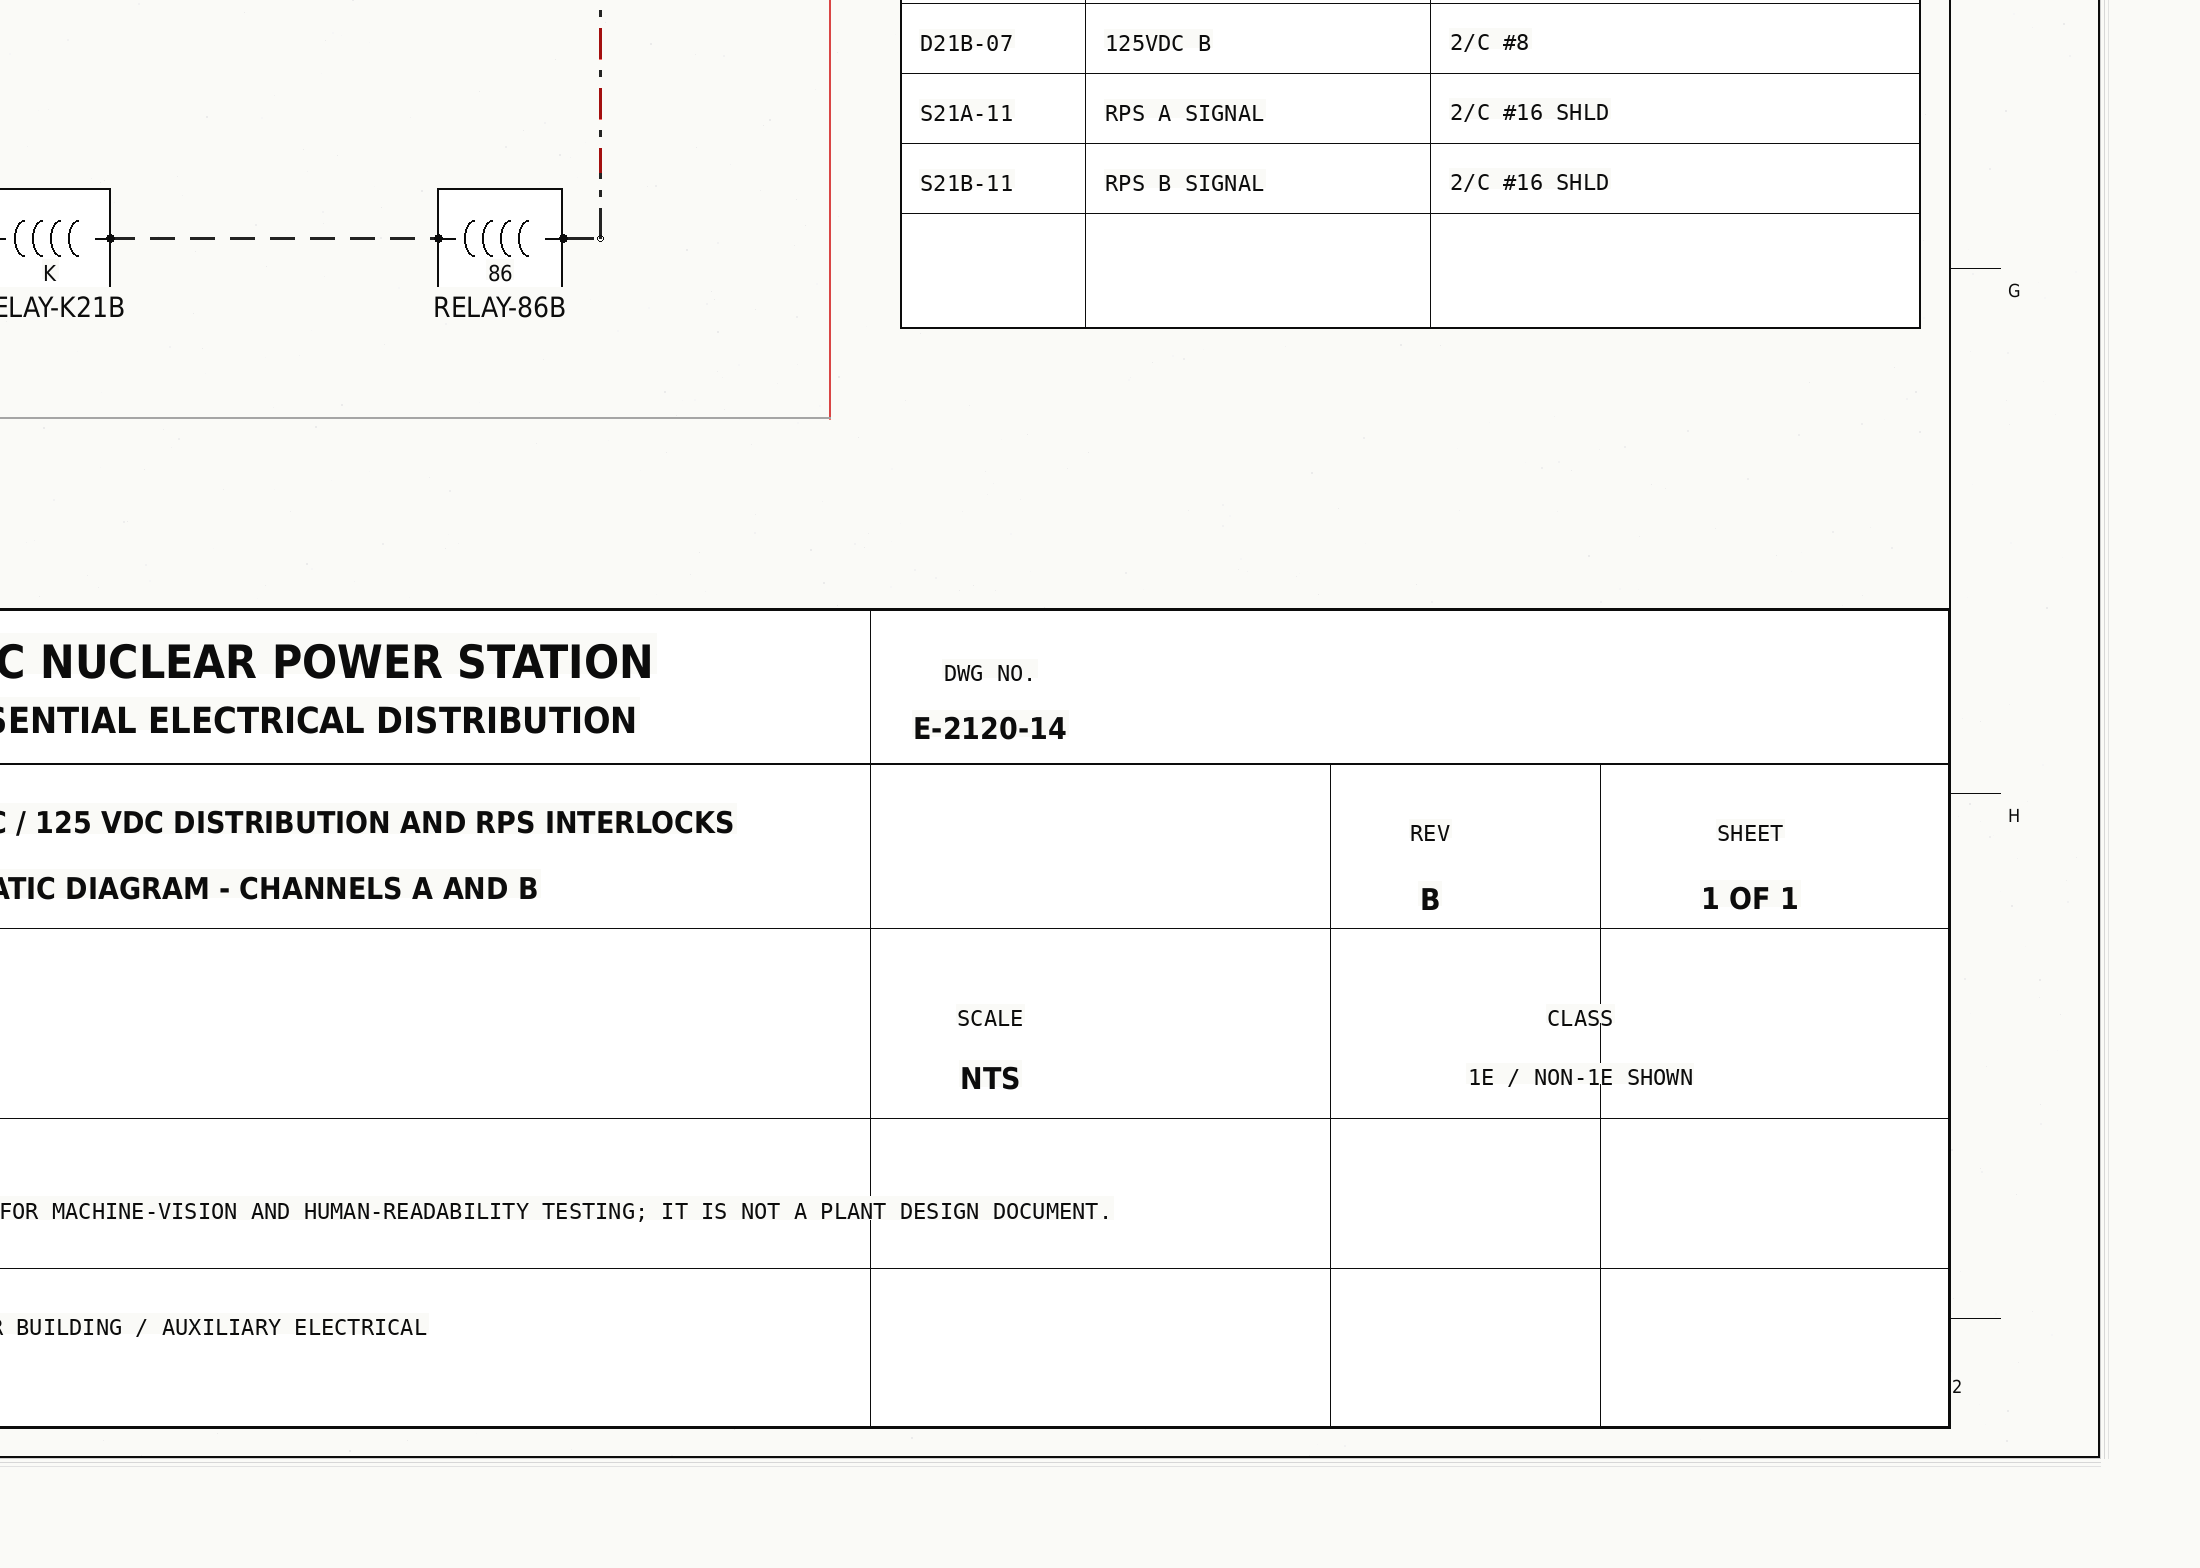 D21B-07 125VDC B 2/C #8
S21A-11 RPS A SIGNAL 2/C #16 SHLD
S21B-11 RPS B SIGNAL 2/C #16 SHLD
K
ELAY-K21B
86
RELAY-86B
G
C NUCLEAR POWER STATION
SENTIAL ELECTRICAL DISTRIBUTION
DWG NO.
E-2120-14
C / 125 VDC DISTRIBUTION AND RPS INTERLOCKS
ATIC DIAGRAM - CHANNELS A AND B
REV
B
SHEET
1 OF 1
H
SCALE
NTS
CLASS
1E / NON-1E SHOWN
FOR MACHINE-VISION AND HUMAN-READABILITY TESTING; IT IS NOT A PLANT DESIGN DOCUMENT.
R BUILDING / AUXILIARY ELECTRICAL
2